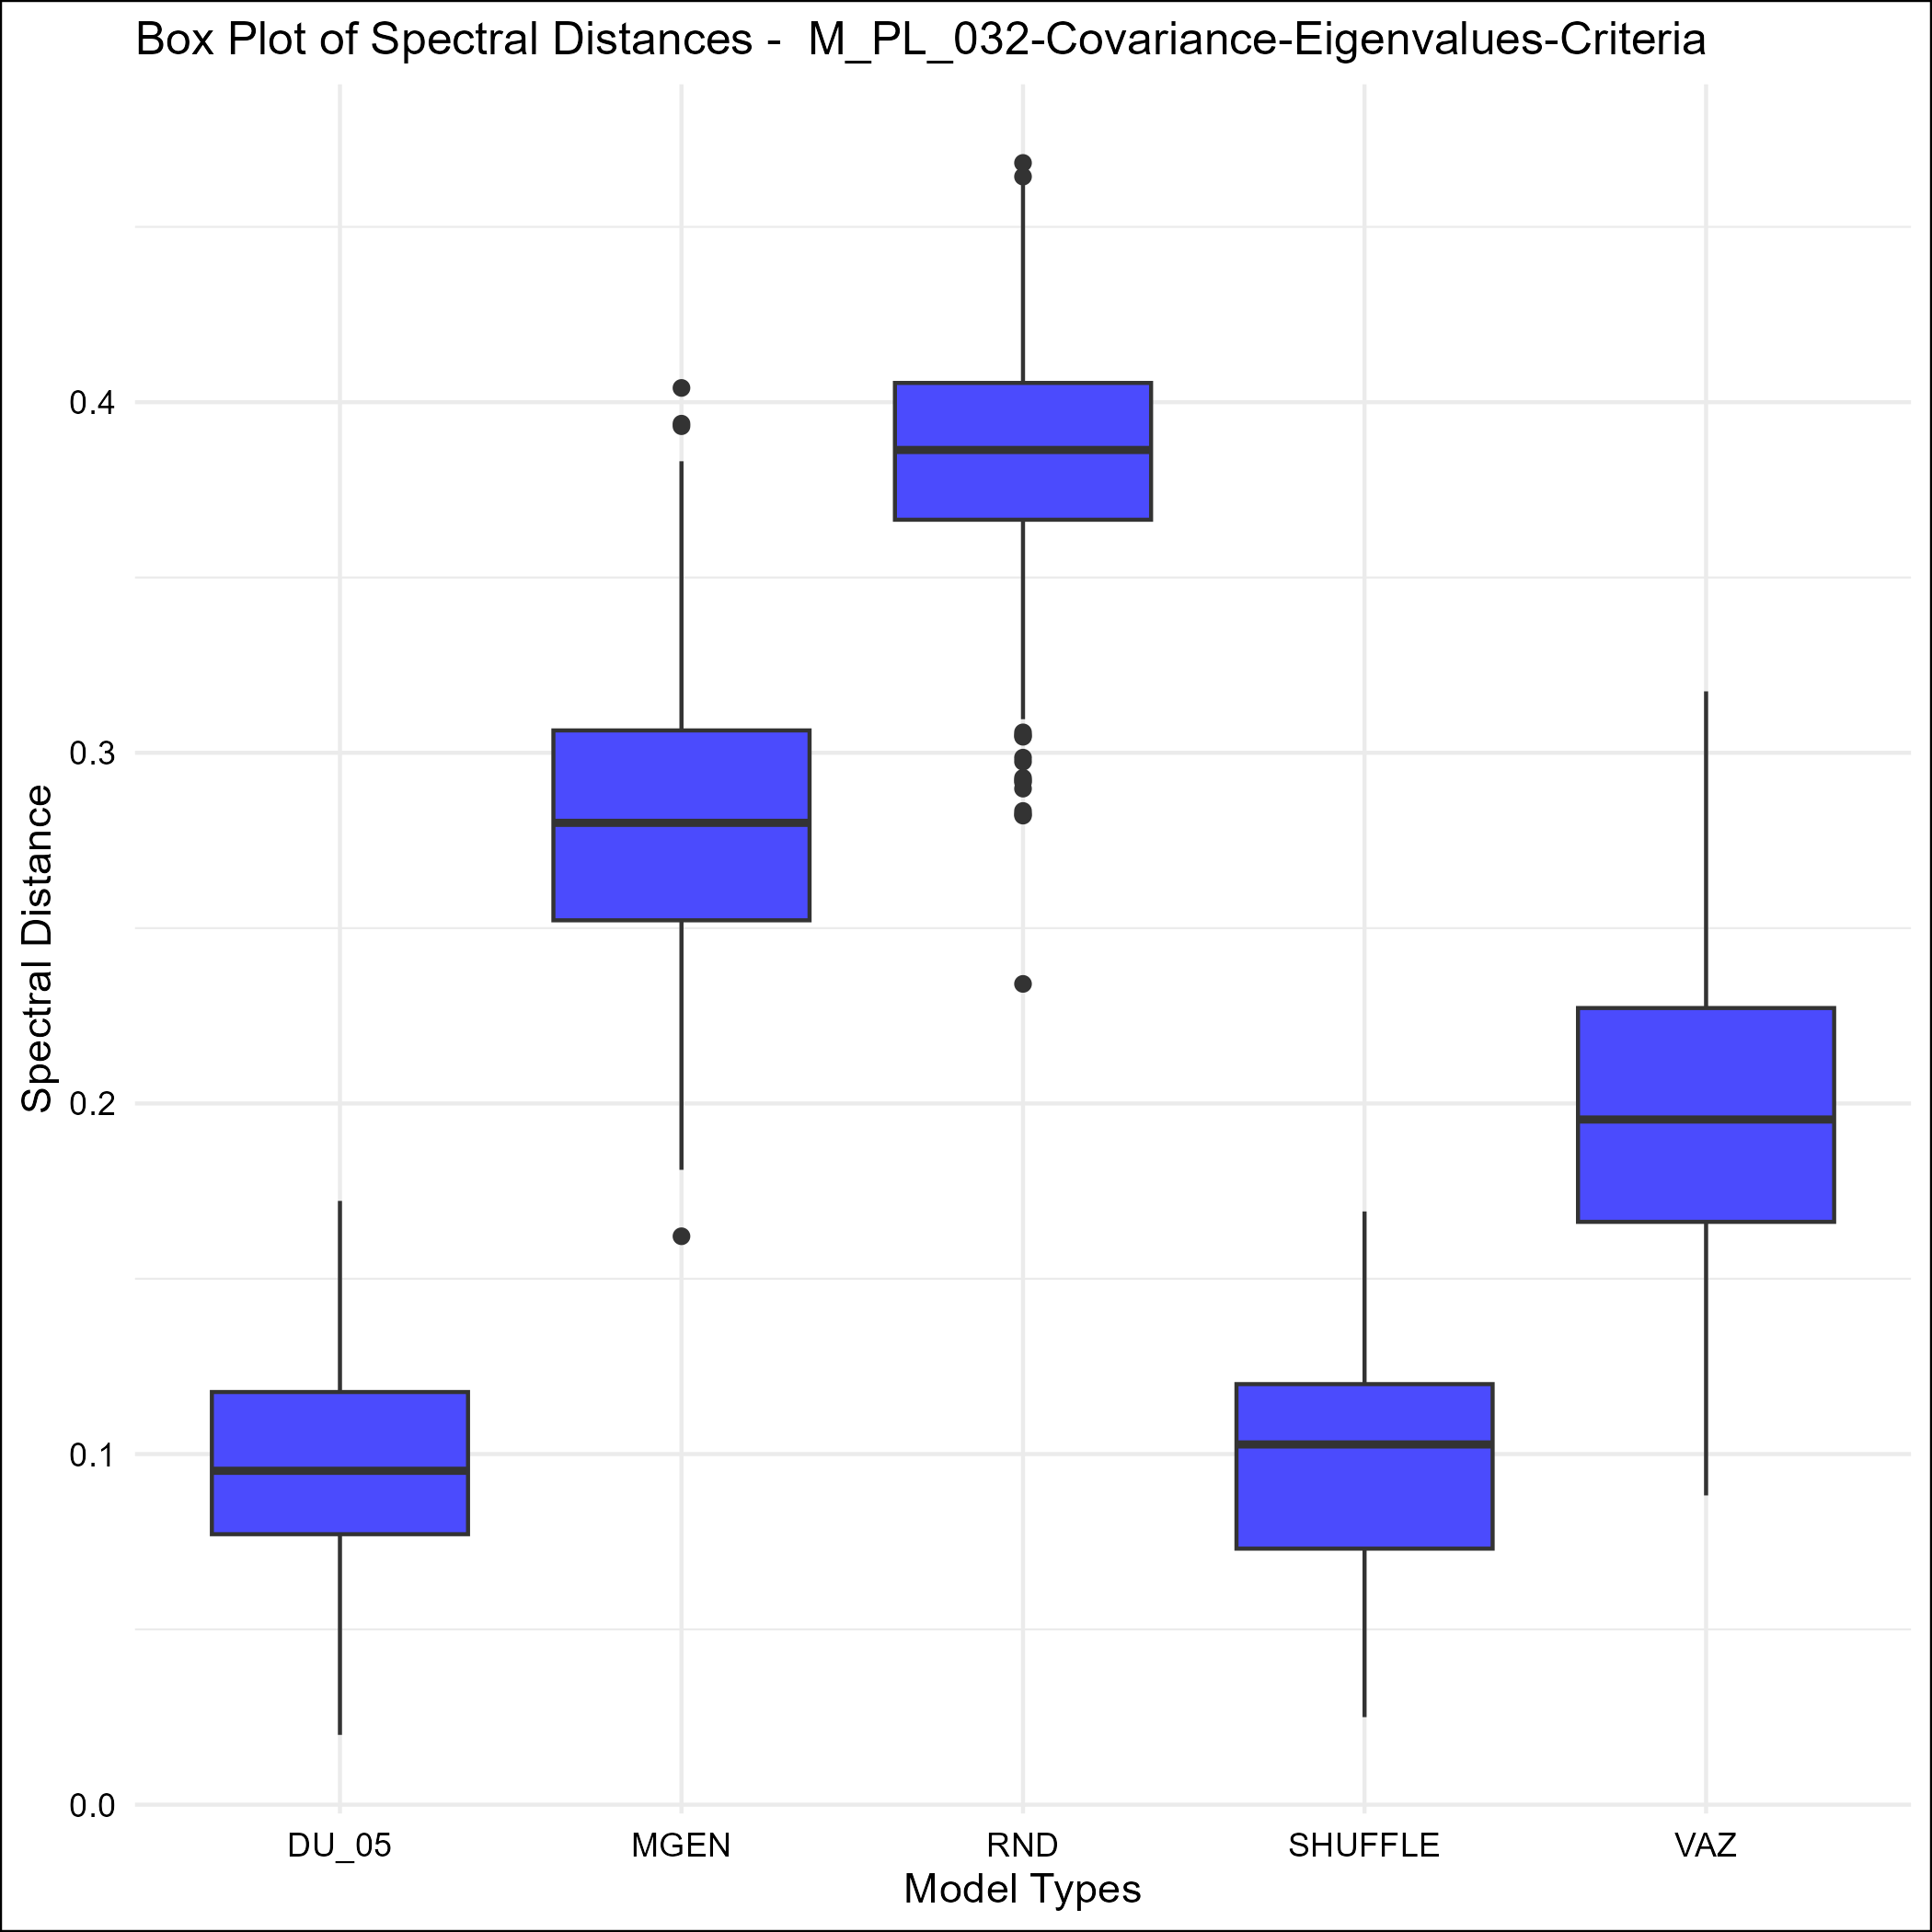 Box Plot of Spectral Distances -  M_PL_032-Covariance-Eigenvalues-Criteria
Spectral Distance
0.4
0.3
0.2
0.1
0.0
DU_05 MGEN RND SHUFFLE VAZ
Model Types